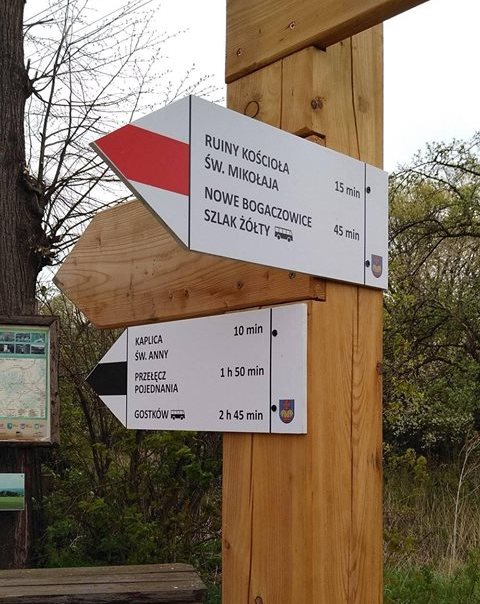 RUINY KOŚCIOŁA
ŚW. MIKOŁAJA 15 min
NOWE BOGACZOWICE
SZLAK ŻÓŁTY 45 min
KAPLICA 10 min
ŚW. ANNY
PRZEŁĘCZ 1 h 50 min
POJEDNANIA
GOSTKÓW 2 h 45 min